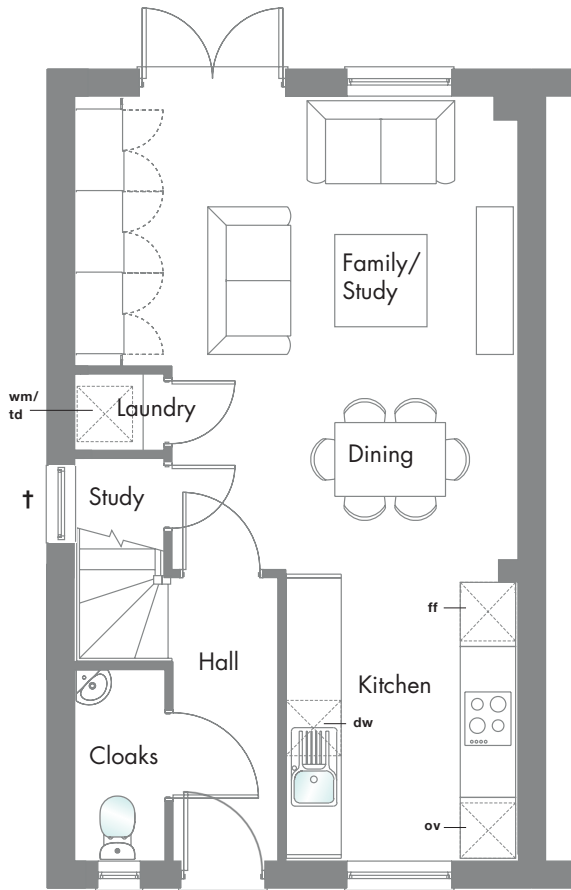 Family/
Study
wm/
td
Laundry
Dining
† Study
ff
Hall
Kitchen
dw
Cloaks
ov